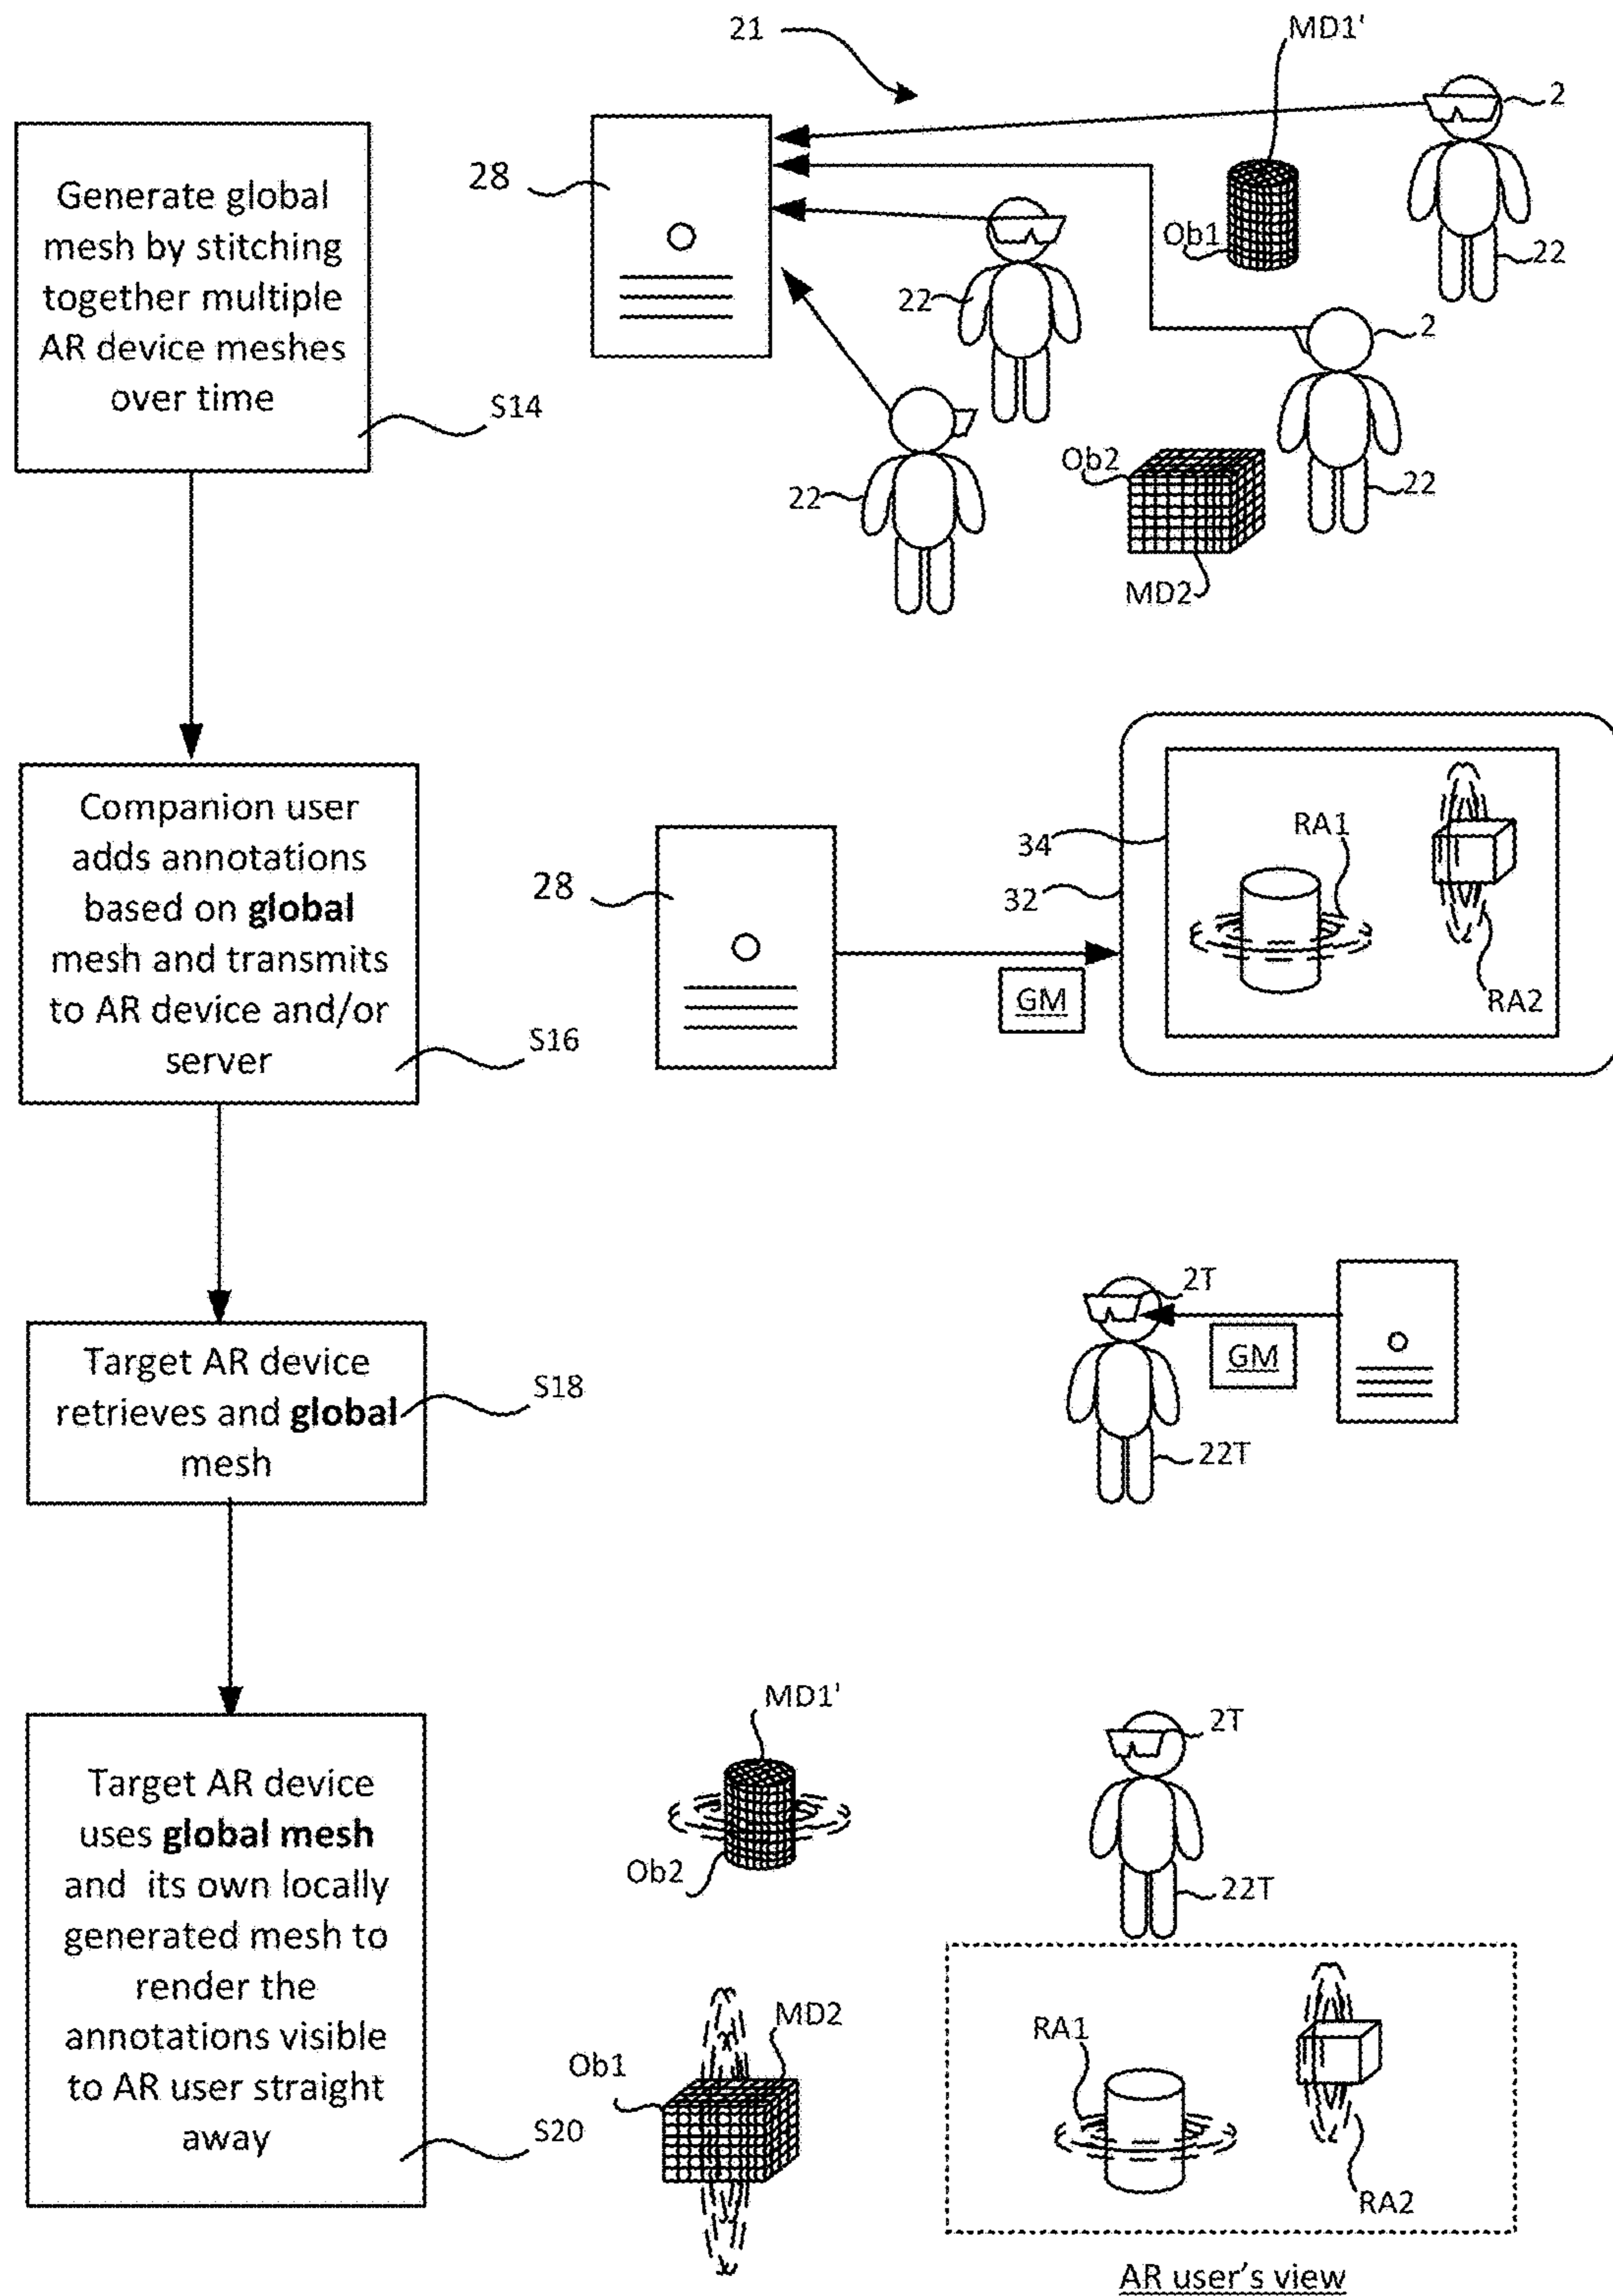 21
MD1'
2
Generate global
mesh by stitching
together multiple
AR device meshes
over time
28
Ob1
22
22
2
S14
Ob2
22
22
MD2
Companion user
adds annotations
based on global
mesh and transmits
to AR device and/or
server
S16
28
GM
34
32
RA1
RA2
Target AR device
retrieves and global
mesh
S18
2T
GM
22T
Target AR device
uses global mesh
and its own locally
generated mesh to
render the
annotations visible
to AR user straight
away
S20
MD1'
Ob2
2T
22T
MD2
Ob1
RA1
RA2
AR user's view